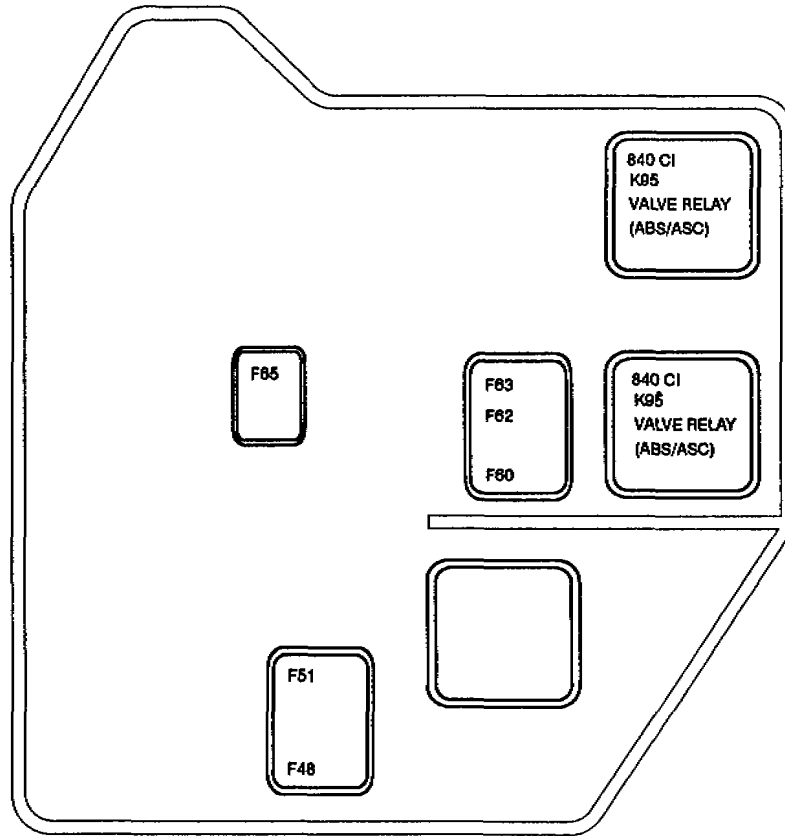 840 CI
K95
VALVE RELAY
(ABS/ASC)
F65
F63
F62
F60
840 CI
K95
VALVE RELAY
(ABS/ASC)
F51
F48